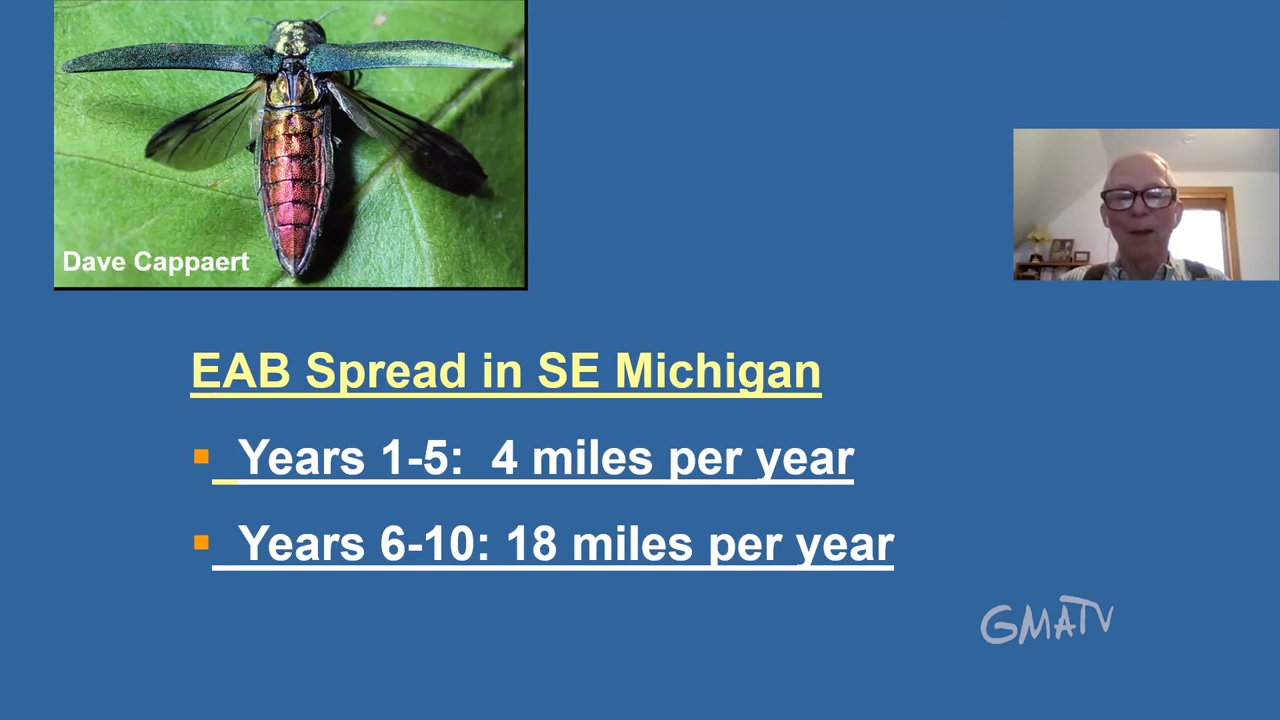 Dave Cappaert
EAB Spread in SE Michigan
Years 1-5: 4 miles per year
Years 6-10: 18 miles per year
GMATV